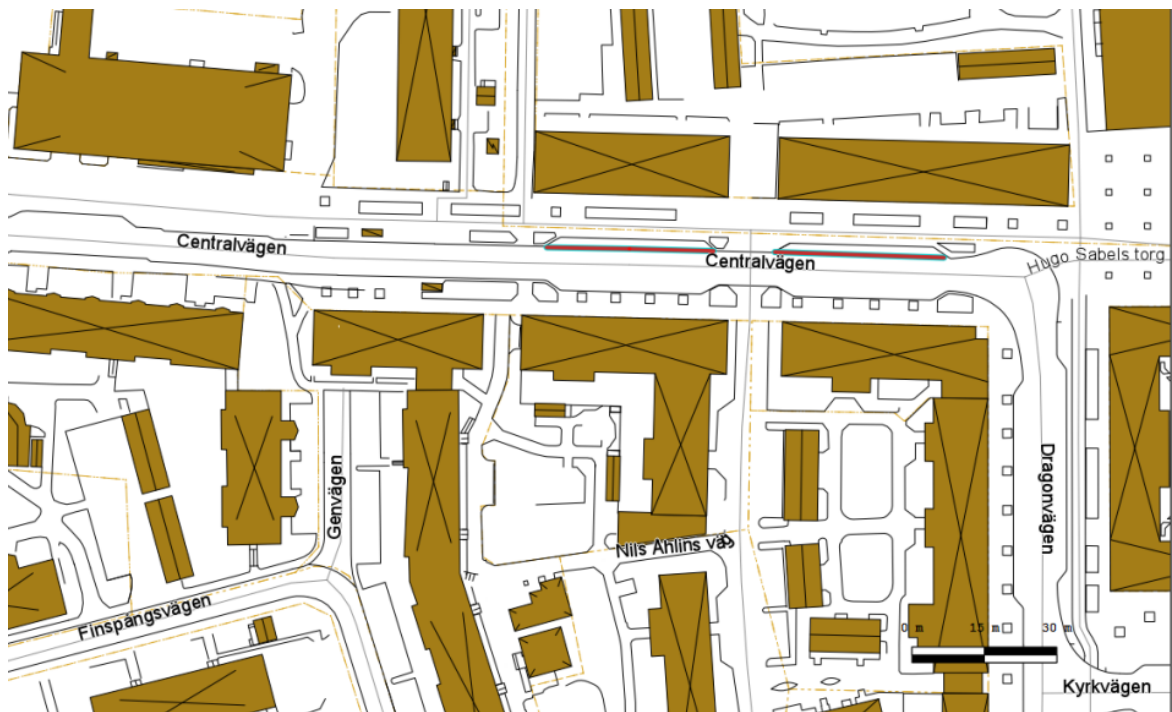 Centralvägen
Centralvägen
Hugo Sabels torg
Genvägen
Dragonvägen
Nils Ahlins väg
Finspångsvägen
0 m 15 m 30 m
Kyrkvägen